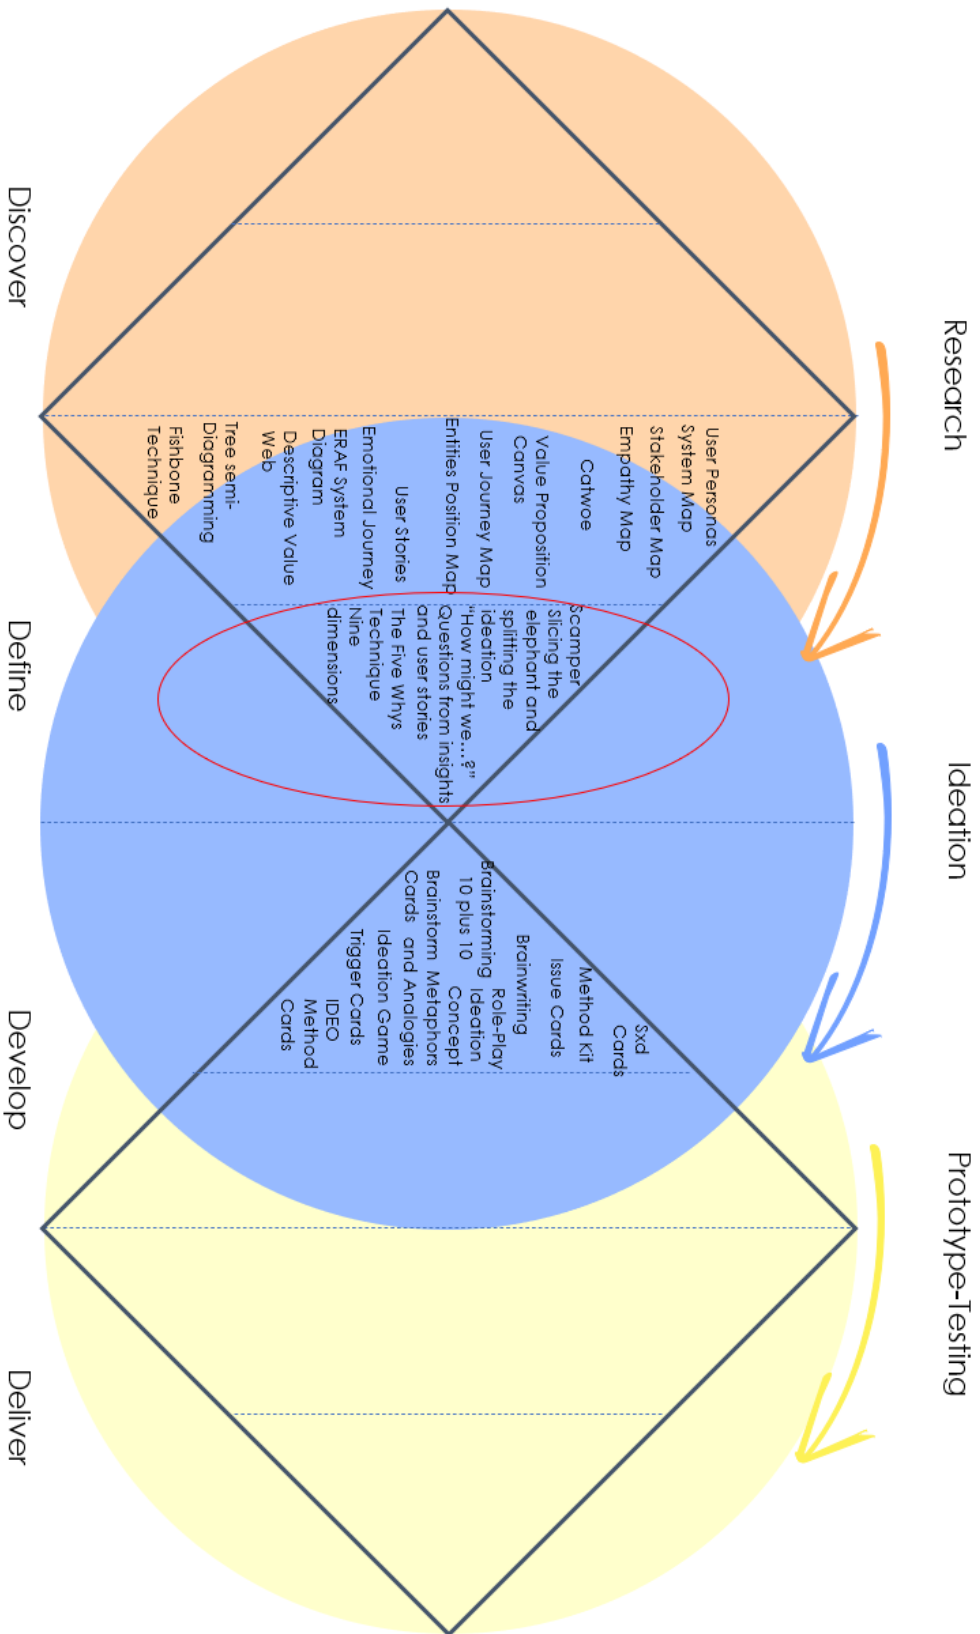 Research
Ideation
Prototype-Testing
User Personas
System Map
Stakeholder Map
Empathy Map
Catwoe
Value Proposition
Canvas
User Journey Map
Entities Position Map
User Stories
Emotional Journey
ERAF System
Diagram
Descriptive Value
Web
Tree semi-
Diagramming
Fishbone
Technique
Scamper
Slicing the
elephant and
splitting the
ideation
"How might we...?"
Questions from insights
and user stories
The Five Whys
Technique
Nine
dimensions
Sxd
Cards
Method Kit
Issue Cards
Brainwriting
Role-Play
Ideation
Brainstorming
10 plus 10
Concept
Metaphors
and Analogies
Brainstorm
Cards
Ideation Game
Trigger Cards
IDEO
Method
Cards
Discover
Define
Develop
Deliver